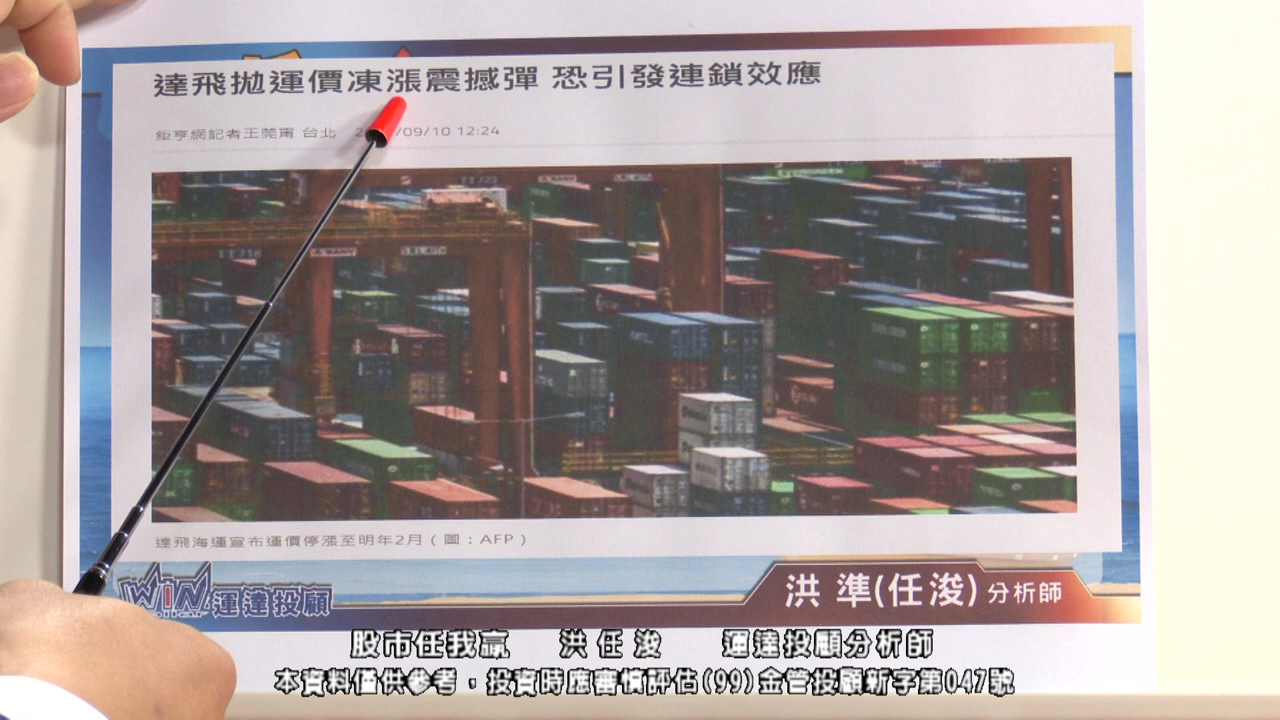 達飛拋運價凍漲震撼彈 恐引發連鎖效應
鉅亨網記者王莞甯 台北 2 /09/10 12:24
達飛海運宣布運價停漲至明年2月(圖:AFP)
WIN 運達投顧
洪 準(任浚) 分析師
股市任我贏 洪任浚 運達投顧分析師
本資料僅供參考,投資時應審慎評估(99)金管投顧新字第047號